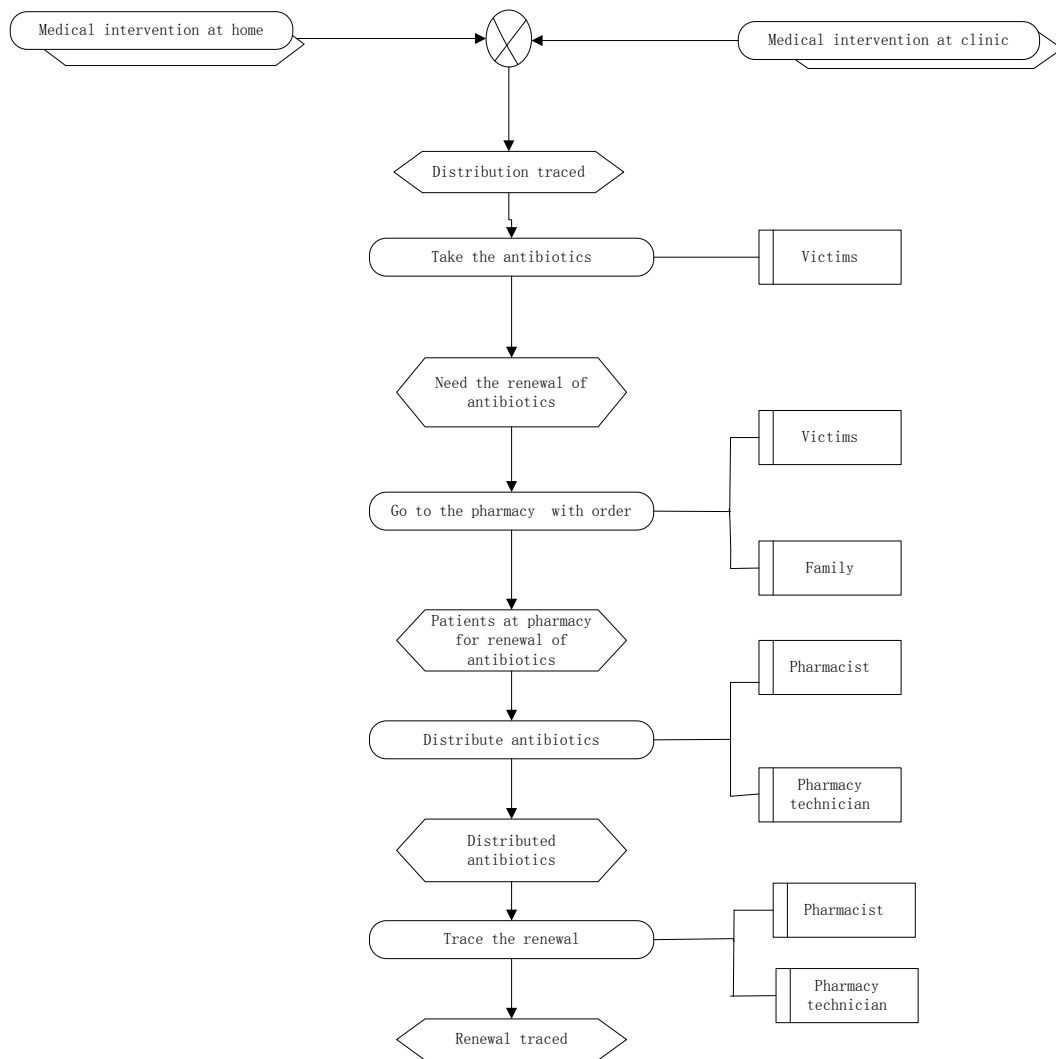 Medical intervention at home
Medical intervention at clinic
Distribution traced
Take the antibiotics
Victims
Need the renewal of
antibiotics
Victims
Go to the pharmacy  with order
Family
Patients at pharmacy
for renewal of
antibiotics
Pharmacist
Distribute antibiotics
Pharmacy
technician
Distributed
antibiotics
Pharmacist
Trace the renewal
Pharmacy
technician
Renewal traced